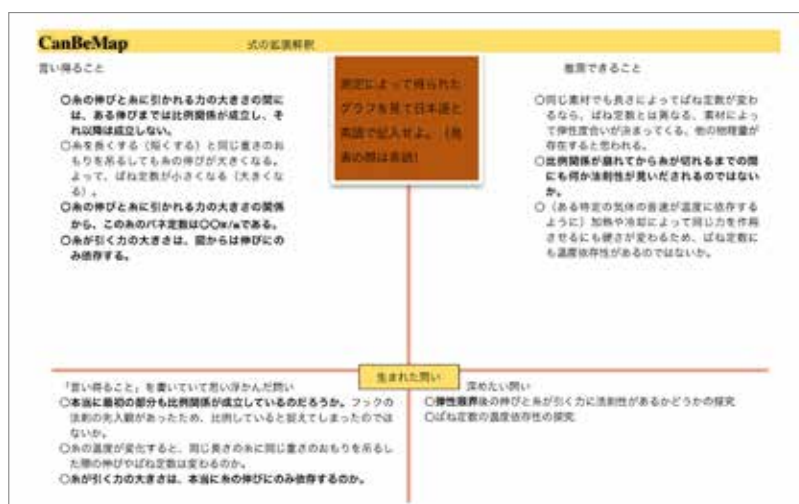 CanBeMap
式の拡張解釈
言い得ること
○糸の伸びと糸に引かれる力の大きさの間に
は、ある伸びまでは比例関係が成立し、そ
れ以降は成立しない。
○糸を長くする（短くする）と同じ重さのお
もりを吊るしても糸の伸びが大きくなる。
よって、ばね定数が小さくなる（大きくな
る）。
○糸の伸びと糸に引かれる力の大きさの関係
から、この糸のバネ定数は○○N/mである。
○糸が引く力の大きさは、図からは伸びにの
み依存する。
測定によって得られた
グラフを見て日本語と
英語で記入せよ。（発
表の際は英語）
推測できること
○同じ素材でも長さによってばね定数が変わ
るなら、ばね定数とは異なる、素材によっ
て弾性度合いが決まってくる、他の物理量が
存在すると思われる。
○比例関係が崩れてから糸が切れるまでの間
にも何か法則性が見いだされるのではない
か。
○（ある特定の気体の音速が温度に依存する
ように）加熱や冷却によって同じ力を作用
させるにも硬さが変わるため、ばね定数に
も温度依存性があるのではないか。
生まれた問い
「言い得ること」を書いていて思い浮かんだ問い
○本当に最初の部分も比例関係が成立しているのだろうか。フックの
法則の先入観があったため、比例していると捉えてしまったのでは
ないか。
○糸の温度が変化すると、同じ長さの糸に同じ重さのおもりを吊るし
た際の伸びやばね定数は変わるのか。
○糸が引く力の大きさは、本当に糸の伸びにのみ依存するのか。
深めたい問い
○弾性限界後の伸びと糸が引く力に法則性があるかどうかの探究
○ばね定数の温度依存性の探究